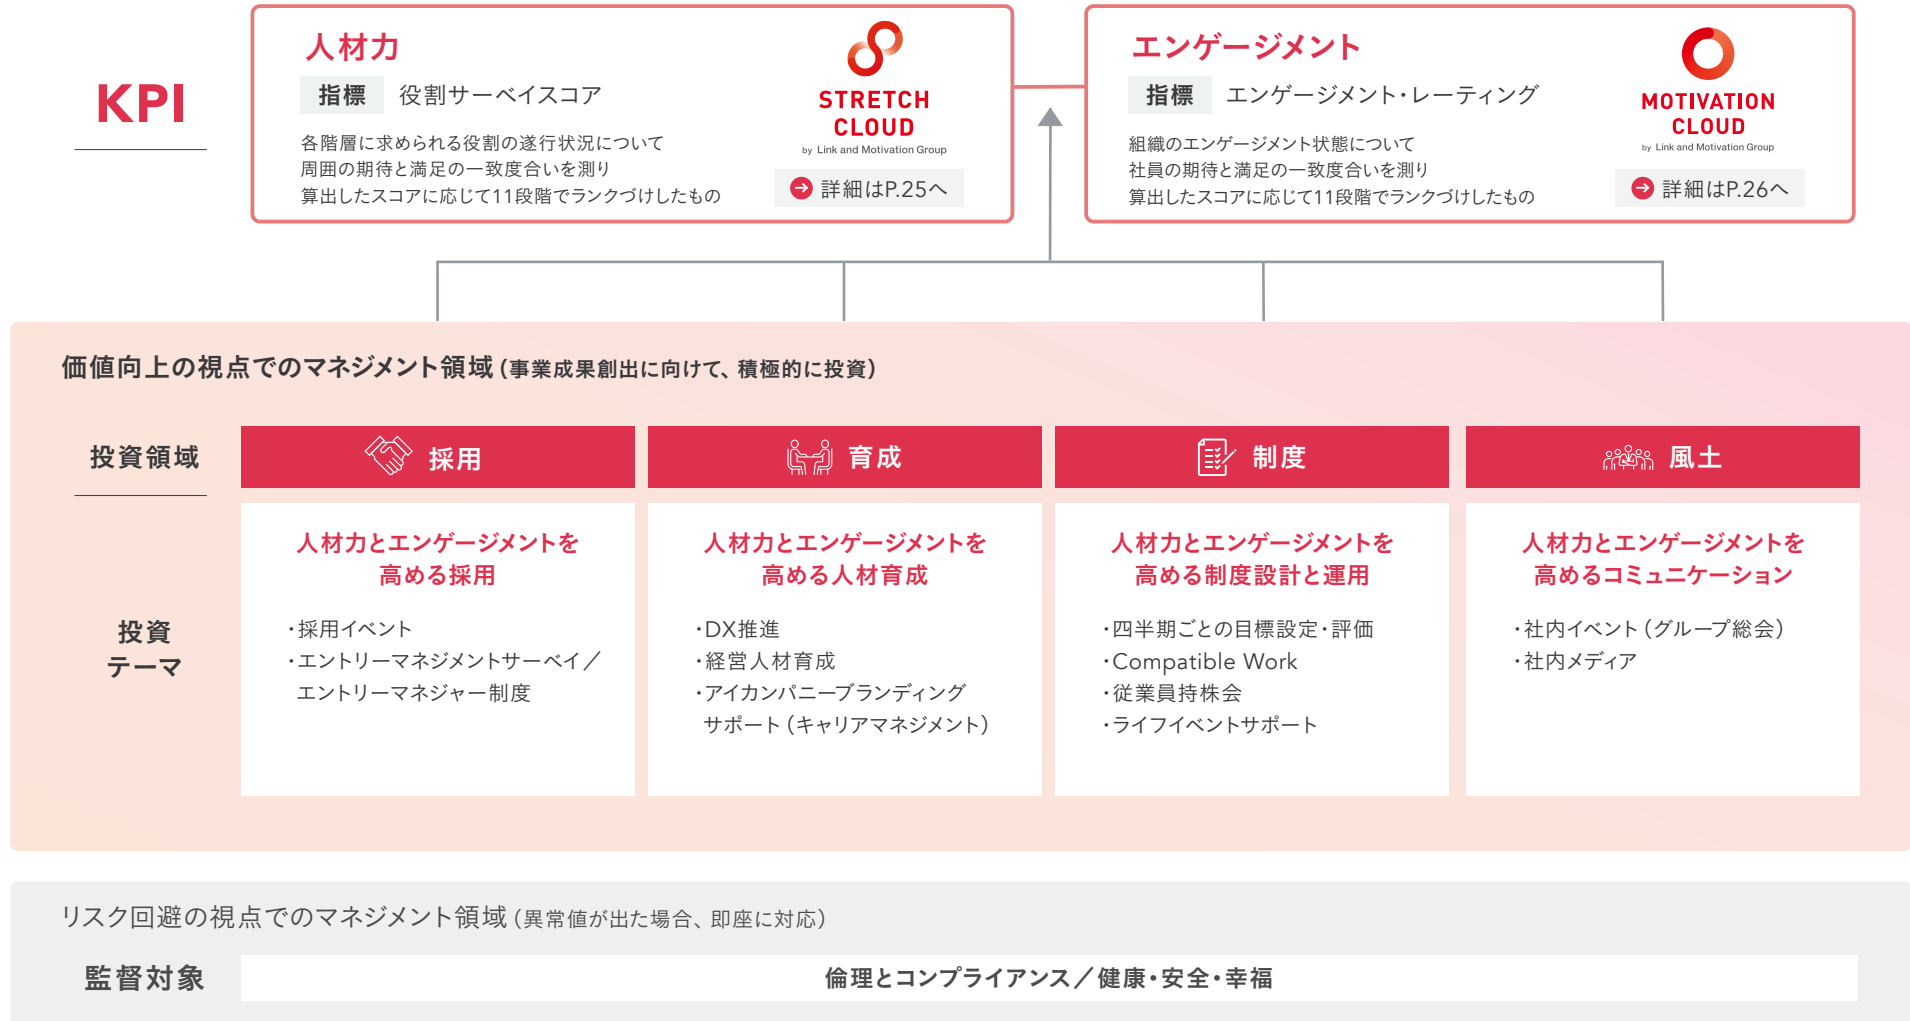 KPI
人材力
指標 役割サーベイスコア
各階層に求められる役割の遂行状況について
周囲の期待と満足の一致度合いを測り
算出したスコアに応じて11段階でランクづけしたもの
STRETCH
CLOUD
by Link and Motivation Group
詳細はP.25へ
エンゲージメント
指標 エンゲージメント・レーティング
組織のエンゲージメント状態について
社員の期待と満足の一致度合いを測り
算出したスコアに応じて11段階でランクづけしたもの
MOTIVATION
CLOUD
by Link and Motivation Group
詳細はP.26へ
価値向上の視点でのマネジメント領域（事業成果創出に向けて、積極的に投資）
投資領域
採用
育成
制度
風土
投資
テーマ
人材力とエンゲージメントを
高める採用
・採用イベント
・エントリーマネジメントサーベイ／
エントリーマネジャー制度
人材力とエンゲージメントを
高める人材育成
・DX推進
・経営人材育成
・アイカンパニーブランディング
サポート（キャリアマネジメント）
人材力とエンゲージメントを
高める制度設計と運用
・四半期ごとの目標設定・評価
・Compatible Work
・従業員持株会
・ライフイベントサポート
人材力とエンゲージメントを
高めるコミュニケーション
・社内イベント（グループ総会）
・社内メディア
リスク回避の視点でのマネジメント領域（異常値が出た場合、即座に対応）
監督対象
倫理とコンプライアンス／健康・安全・幸福